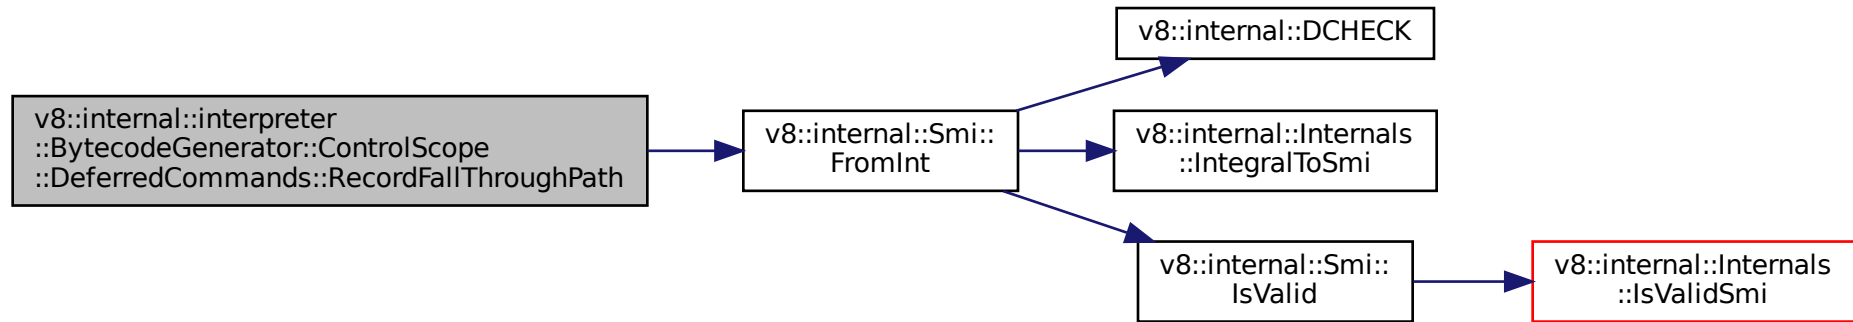 v8::internal::DCHECK
v8::internal::interpreter
::BytecodeGenerator::ControlScope
::DeferredCommands::RecordFallThroughPath
v8::internal::Smi::
FromInt
v8::internal::Internals
::IntegralToSmi
v8::internal::Smi::
IsValid
v8::internal::Internals
::IsValidSmi